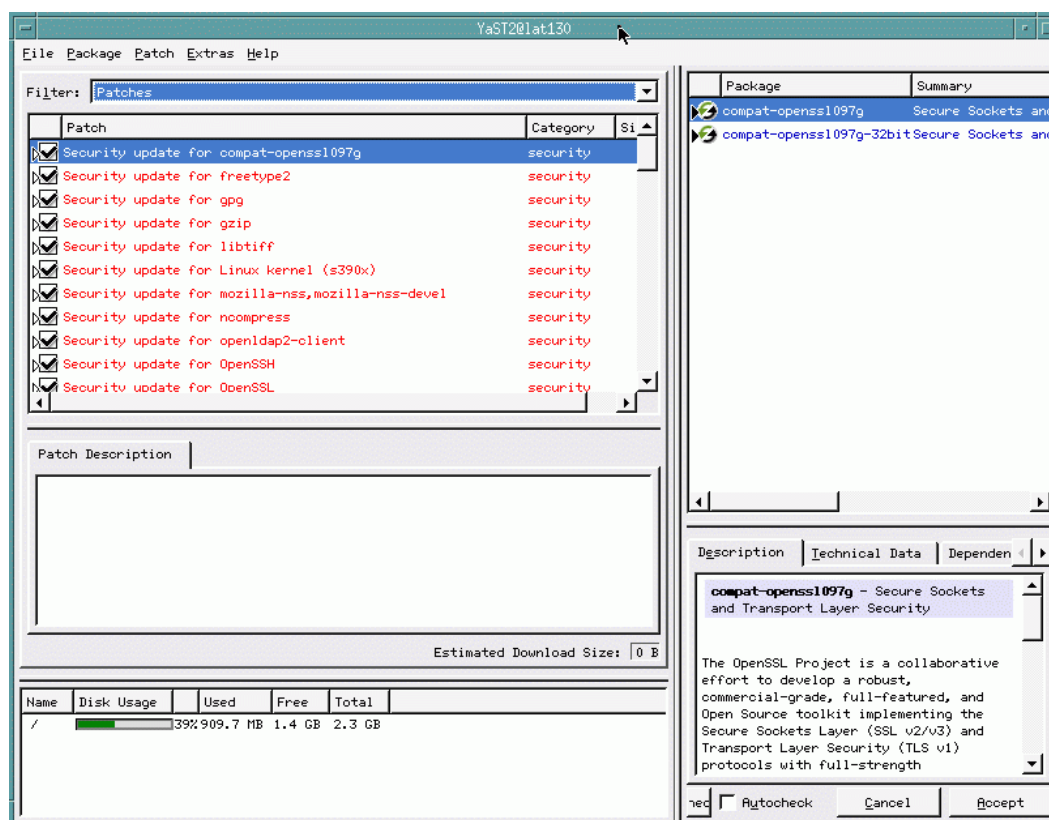 YaST2@lat130
File Package Patch Extras Help
Filter: Patches
Patch Category Si
Security update for compat-openssl097g security
Security update for freetype2 security
Security update for gpg security
Security update for gzip security
Security update for libtiff security
Security update for Linux kernel (s390x) security
Security update for mozilla-nss,mozilla-nss-devel security
Security update for ncompress security
Security update for openldap2-client security
Security update for OpenSSH security
Security update for OpenSSL security
Patch Description
Estimated Download Size: 0 B
Name Disk Usage Used Free Total
/ 39% 909.7 MB 1.4 GB 2.3 GB
Package Summary
compat-openssl097g Secure Sockets and
compat-openssl097g-32bit Secure Sockets and
Description Technical Data Dependen
compat-openssl097g - Secure Sockets
and Transport Layer Security
The OpenSSL Project is a collaborative
effort to develop a robust,
commercial-grade, full-featured, and
Open Source toolkit implementing the
Secure Sockets Layer (SSL v2/v3) and
Transport Layer Security (TLS v1)
protocols with full-strength
Autocheck Cancel Accept